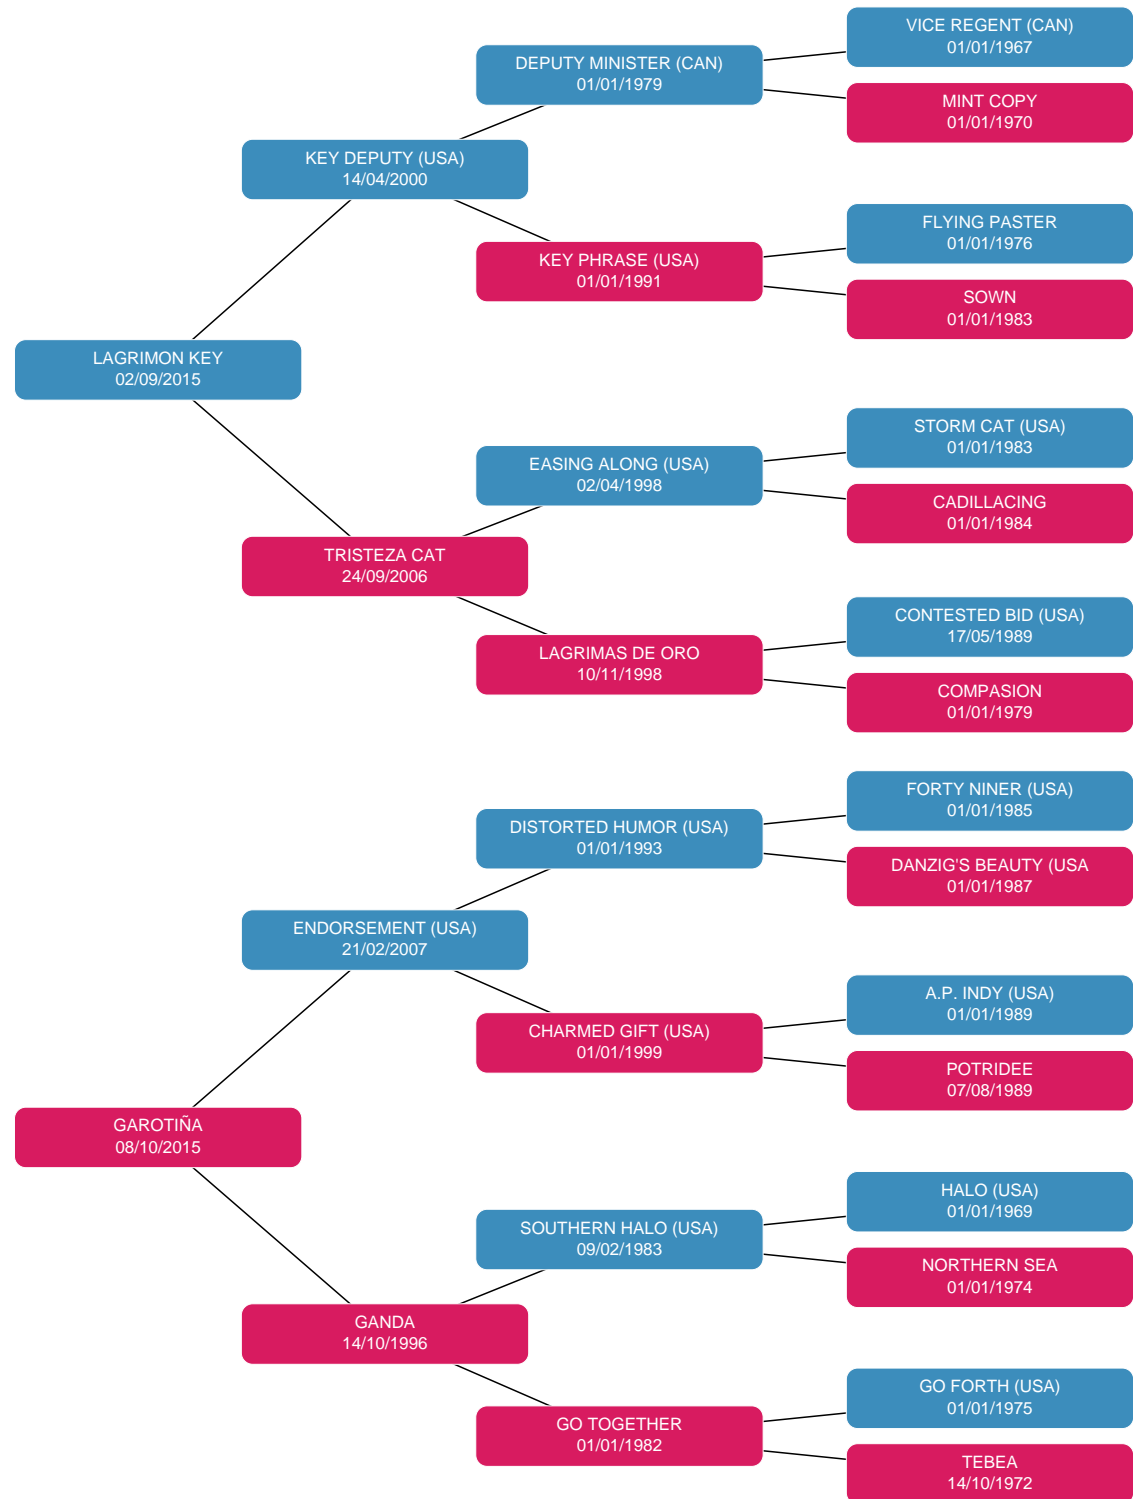 VICE REGENT (CAN)
01/01/1967
DEPUTY MINISTER (CAN)
01/01/1979
MINT COPY
01/01/1970
KEY DEPUTY (USA)
14/04/2000
FLYING PASTER
01/01/1976
KEY PHRASE (USA)
01/01/1991
SOWN
01/01/1983
LAGRIMON KEY
02/09/2015
STORM CAT (USA)
01/01/1983
EASING ALONG (USA)
02/04/1998
CADILLACING
01/01/1984
TRISTEZA CAT
24/09/2006
CONTESTED BID (USA)
17/05/1989
LAGRIMAS DE ORO
10/11/1998
COMPASION
01/01/1979
FORTY NINER (USA)
01/01/1985
DISTORTED HUMOR (USA)
01/01/1993
DANZIG'S BEAUTY (USA
01/01/1987
ENDORSEMENT (USA)
21/02/2007
A.P. INDY (USA)
01/01/1989
CHARMED GIFT (USA)
01/01/1999
POTRIDEE
07/08/1989
GAROTIÑA
08/10/2015
HALO (USA)
01/01/1969
SOUTHERN HALO (USA)
09/02/1983
NORTHERN SEA
01/01/1974
GANDA
14/10/1996
GO FORTH (USA)
01/01/1975
GO TOGETHER
01/01/1982
TEBEA
14/10/1972